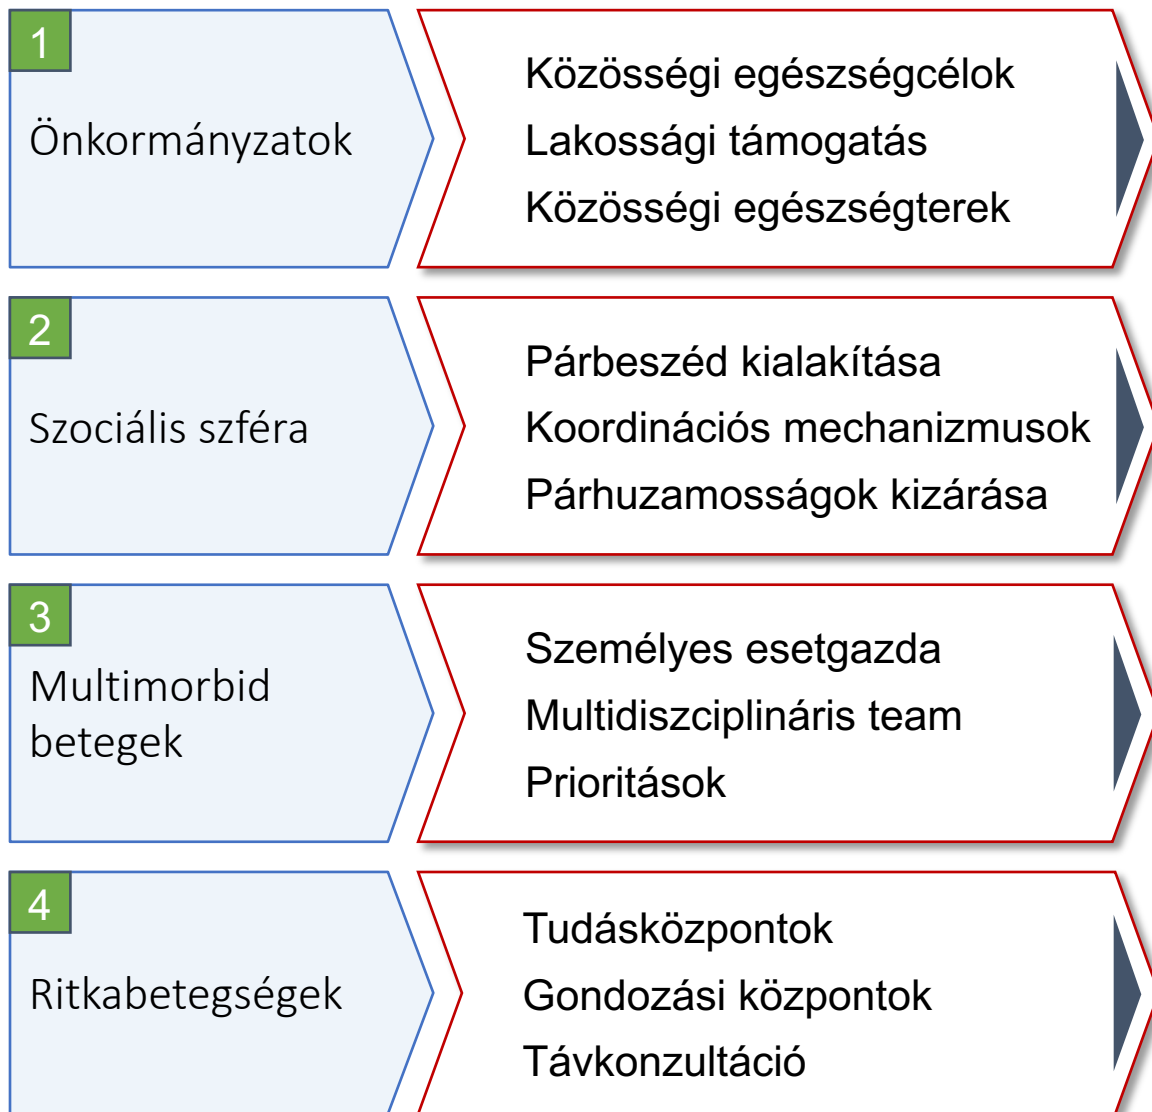 1
Önkormányzatok
Közösségi egészségcélok
Lakossági támogatás
Közösségi egészségterek
2
Szociális szféra
Párbeszéd kialakítása
Koordinációs mechanizmusok
Párhuzamosságok kizárása
3
Multimorbid
betegek
Személyes esetgazda
Multidiszciplináris team
Prioritások
4
Ritkabetegségek
Tudásközpontok
Gondozási központok
Távkonzultáció